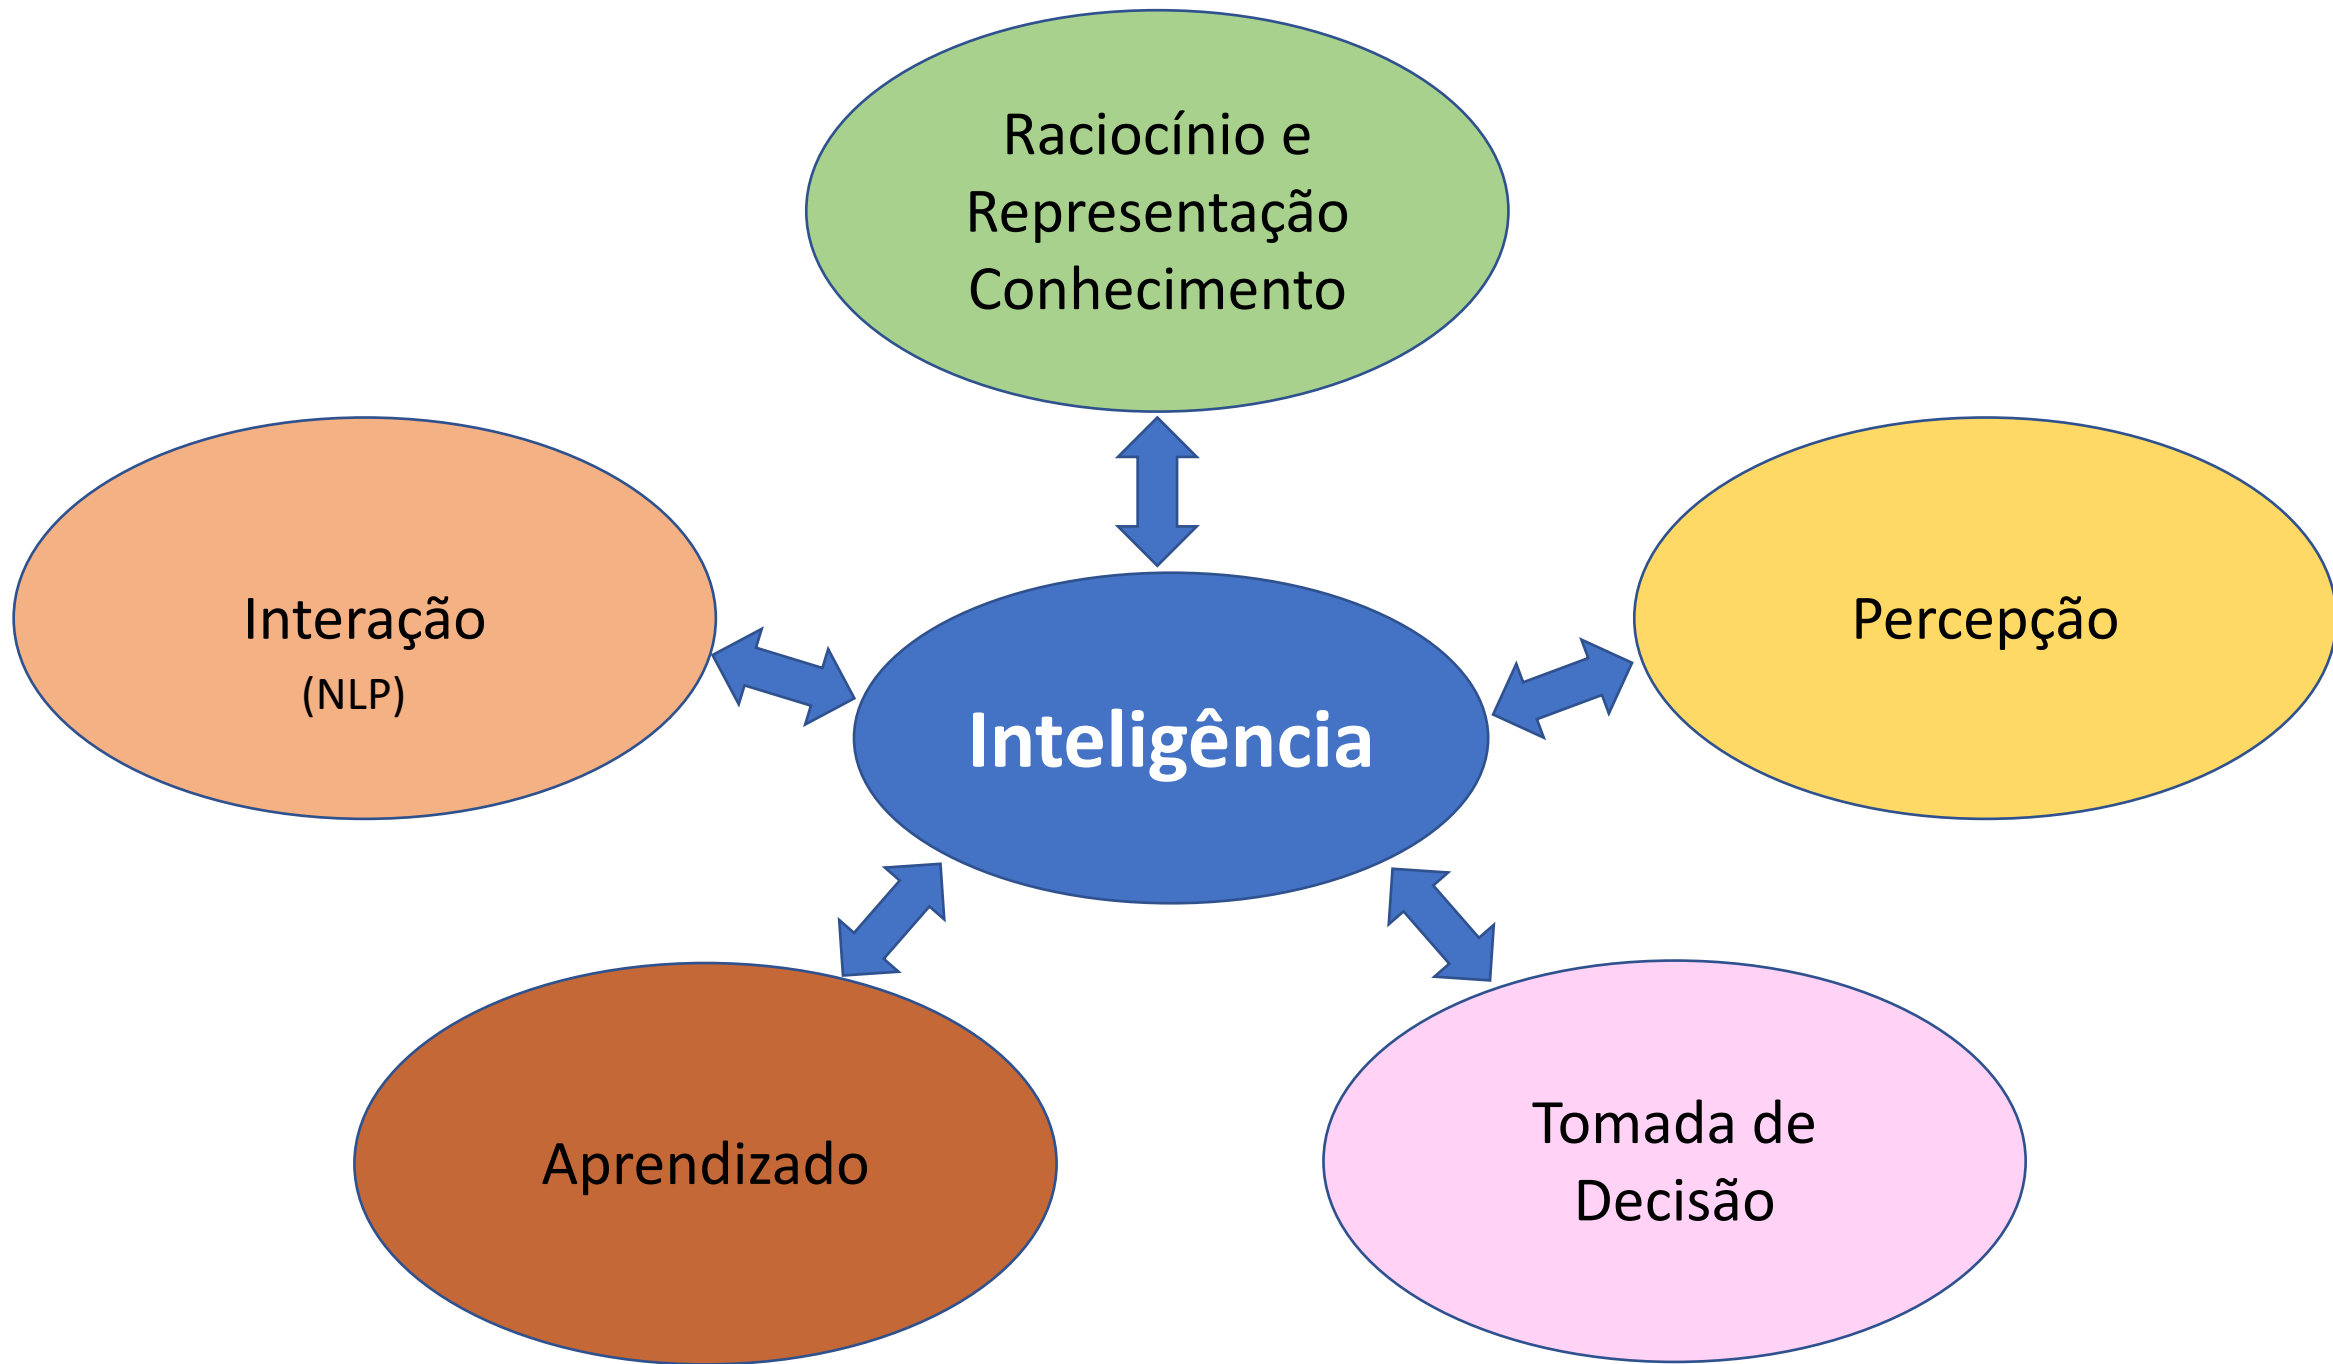 Raciocínio e
Representação
Conhecimento
Interação
(NLP)
Percepção
Inteligência
Aprendizado
Tomada de
Decisão